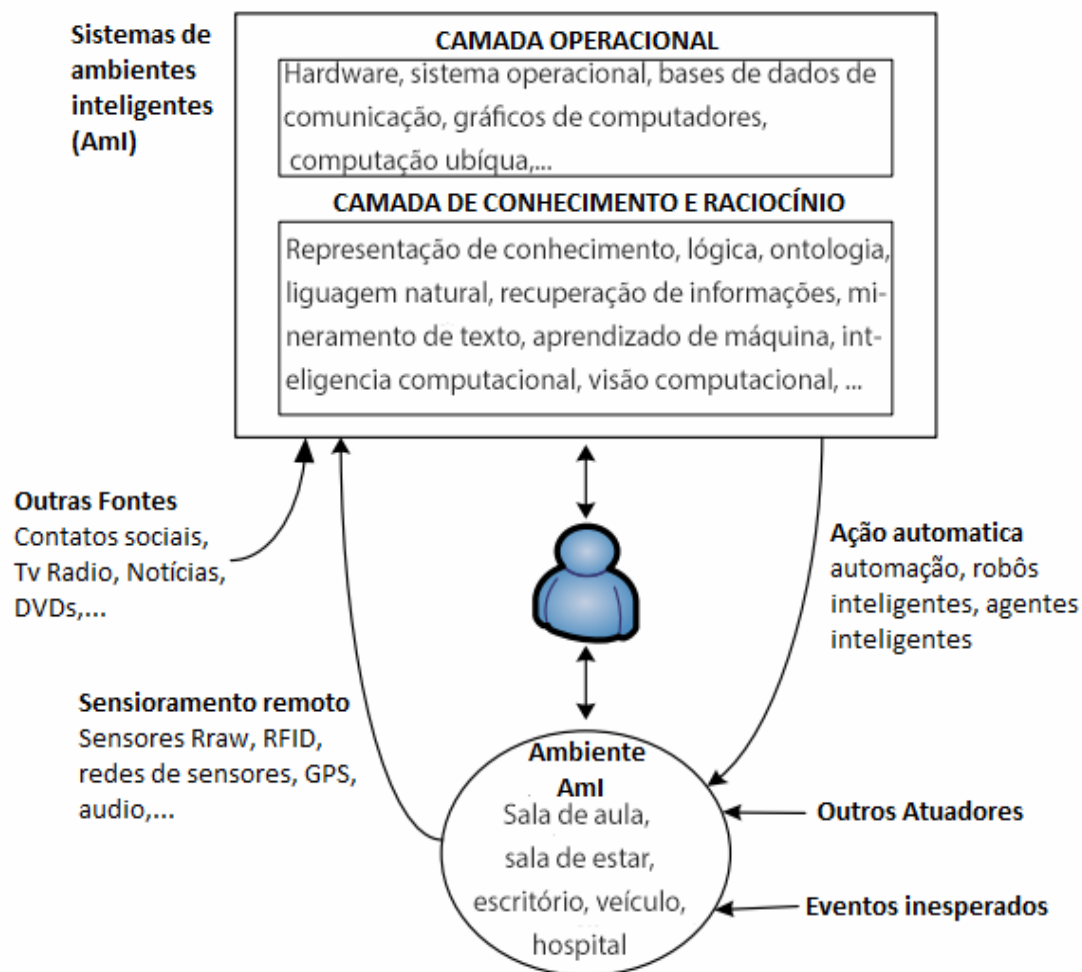 Sistemas de
ambientes
inteligentes
(AmI)
CAMADA OPERACIONAL
Hardware, sistema operacional, bases de dados de
comunicação, gráficos de computadores,
computação ubíqua,...
CAMADA DE CONHECIMENTO E RACIOCÍNIO
Representação de conhecimento, lógica, ontologia,
liguagem natural, recuperação de informações, mi-
neramento de texto, aprendizado de máquina, int-
eligencia computacional, visão computacional, ...
Outras Fontes
Contatos sociais,
Tv Radio, Notícias,
DVDs,...
Ação automatica
automação, robôs
inteligentes, agentes
inteligentes
Sensioramento remoto
Sensores Rraw, RFID,
redes de sensores, GPS,
audio,...
Ambiente
AmI
Sala de aula,
sala de estar,
escritório, veículo,
hospital
Outros Atuadores
Eventos inesperados